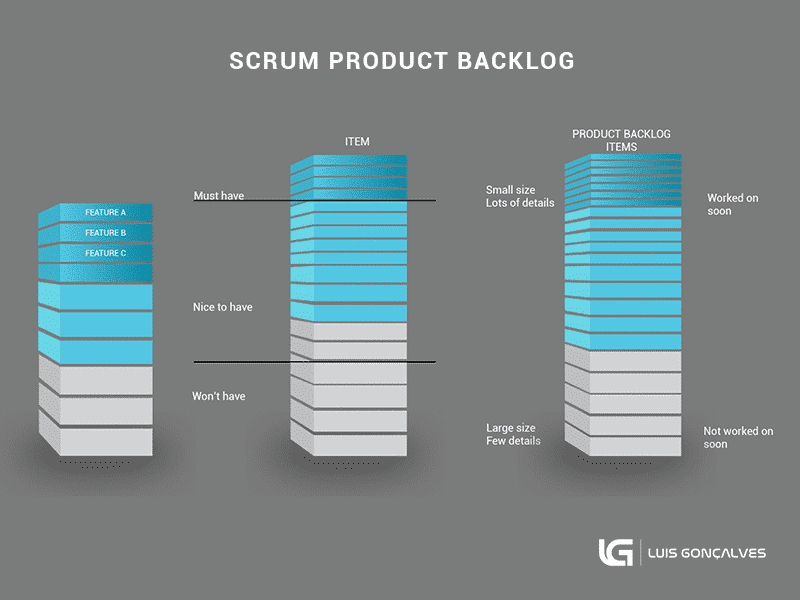 SCRUM PRODUCT BACKLOG
FEATURE A
FEATURE B
FEATURE C
ITEM
Must have
Nice to have
Won't have
PRODUCT BACKLOG
ITEMS
Small size
Lots of details
Worked on
soon
Large size
Few details
Not worked on
soon
LG LUIS GONÇALVES